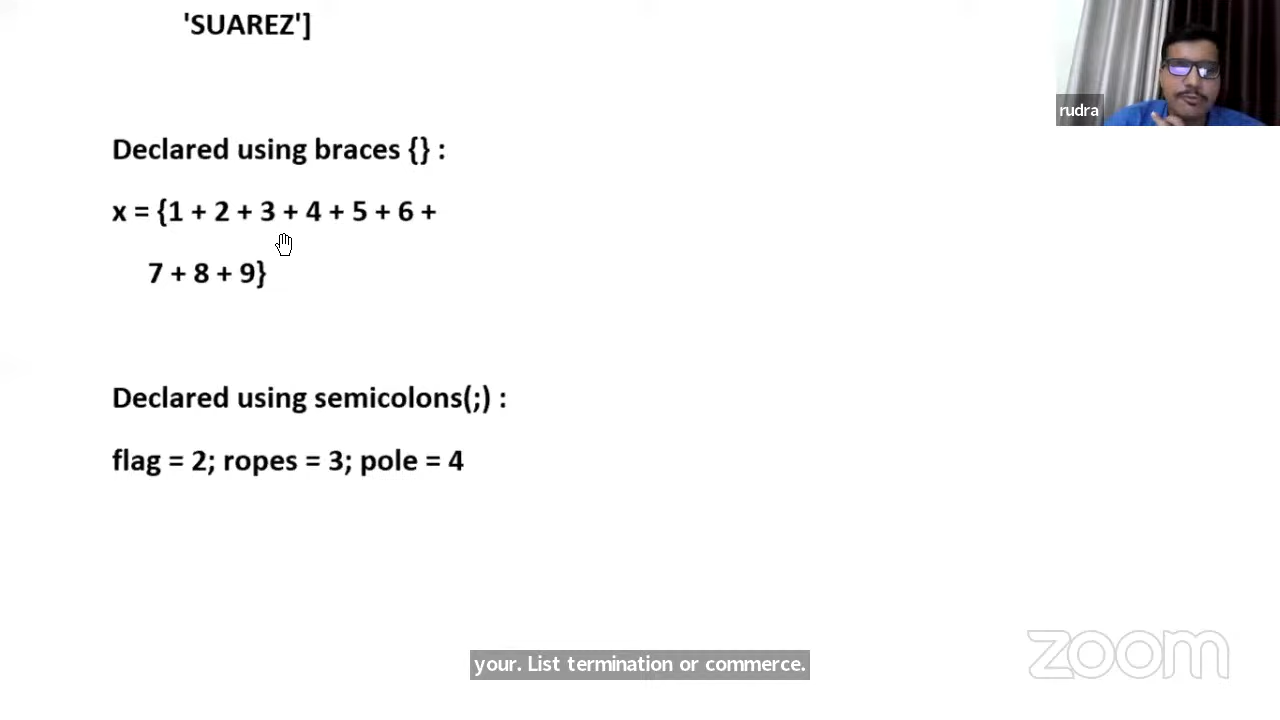 'SUAREZ']
rudra
Declared using braces {} :
x = {1 + 2 + 3 + 4 + 5 + 6 +
7 + 8 + 9}
Declared using semicolons(;) :
flag = 2; ropes = 3; pole = 4
your. List termination or commerce.
zoom